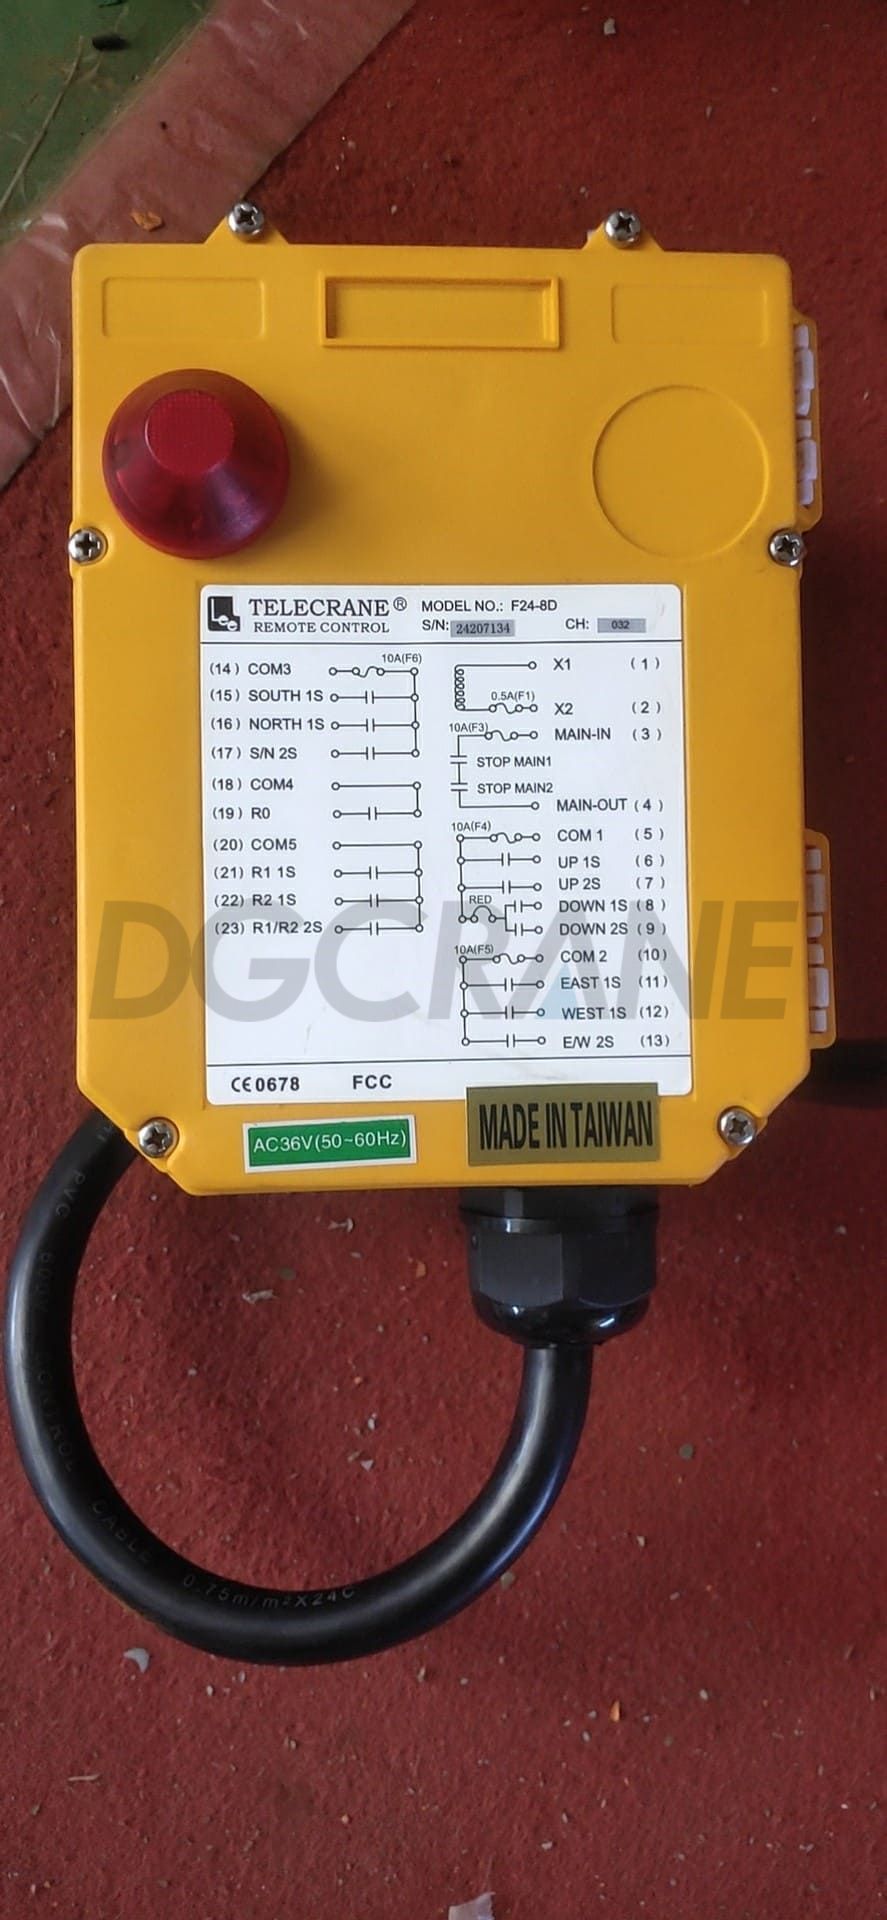 TELECRANE®
REMOTE CONTROL
MODEL NO.: F24-8D
S/N: 24207134
CH: 032
10A(F6)
(14) COM3
(15) SOUTH 1S
(16) NORTH 1S
(17) S/N 2S
(18) COM4
(19) R0
(20) COM5
(21) R1 1S
(22) R2 1S
(23) R1/R2 2S
X1 (1)
0.5A(F1)
X2 (2)
10A(F3)
MAIN-IN (3)
STOP MAIN1
STOP MAIN2
MAIN-OUT (4)
10A(F4)
COM 1 (5)
UP 1S (6)
UP 2S (7)
RED
DOWN 1S (8)
DOWN 2S (9)
10A(F5)
COM 2 (10)
EAST 1S (11)
WEST 1S (12)
E/W 2S (13)
DGCRANE
CE0678 FCC
AC36V(50~60Hz)
MADE IN TAIWAN
PVC 600V CONTROL CABLE 0.75m/m²X24C